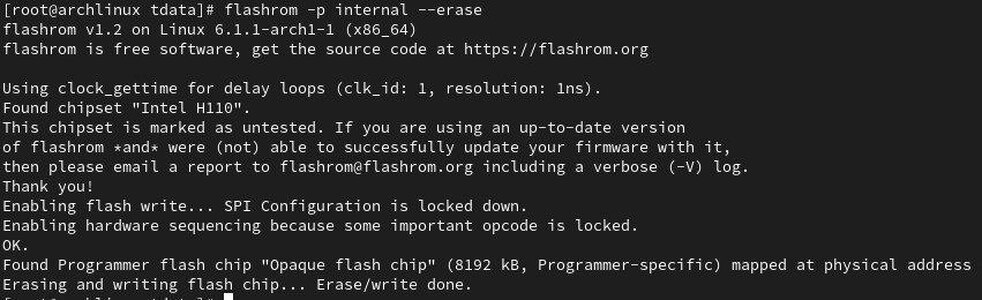 [root@archlinux tdata]# flashrom -p internal --erase
flashrom v1.2 on Linux 6.1.1-arch1-1 (x86_64)
flashrom is free software, get the source code at https://flashrom.org
Using clock_gettime for delay loops (clk_id: 1, resolution: 1ns).
Found chipset "Intel H110".
This chipset is marked as untested. If you are using an up-to-date version
of flashrom *and* were (not) able to successfully update your firmware with it,
then please email a report to flashrom@flashrom.org including a verbose (-V) log.
Thank you!
Enabling flash write... SPI Configuration is locked down.
Enabling hardware sequencing because some important opcode is locked.
OK.
Found Programmer flash chip "Opaque flash chip" (8192 kB, Programmer-specific) mapped at physical address
Erasing and writing flash chip... Erase/write done.
[root@archlinux tdata]#